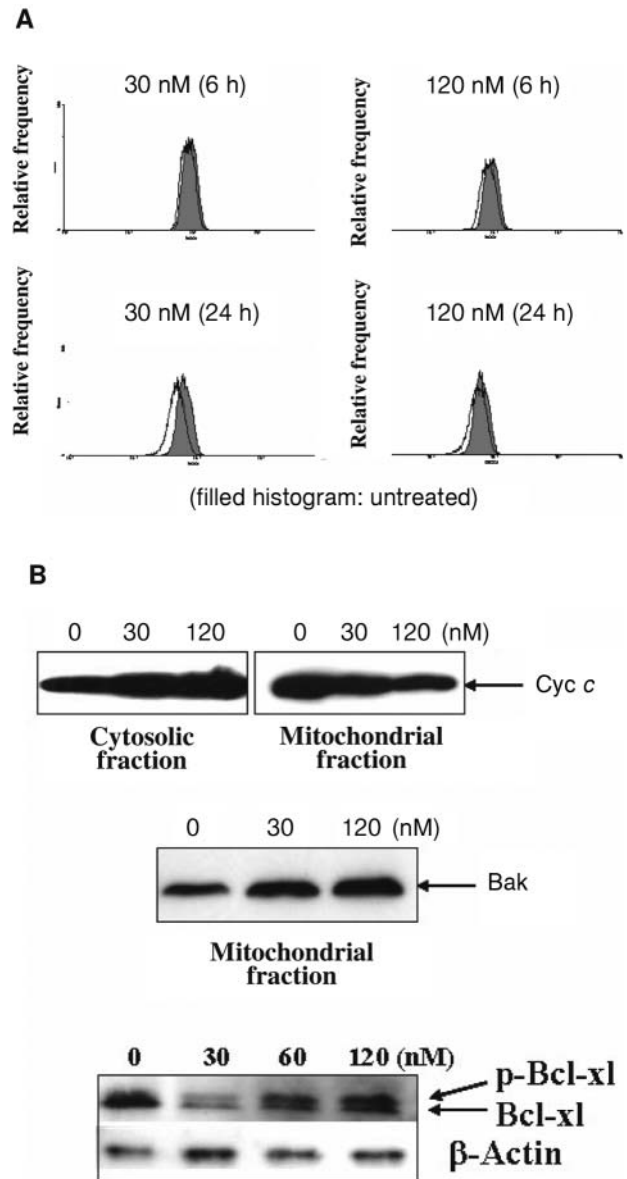 A
30 nM (6 h)
120 nM (6 h)
Relative frequency
Relative frequency
30 nM (24 h)
120 nM (24 h)
Relative frequency
Relative frequency
(filled histogram: untreated)
B
0 30 120 (nM)
0 30 120 (nM)
Cyc c
Cytosolic
fraction
Mitochondrial
fraction
0 30 120 (nM)
Bak
Mitochondrial
fraction
0 30 60 120 (nM)
p-Bcl-xl
Bcl-xl
β-Actin